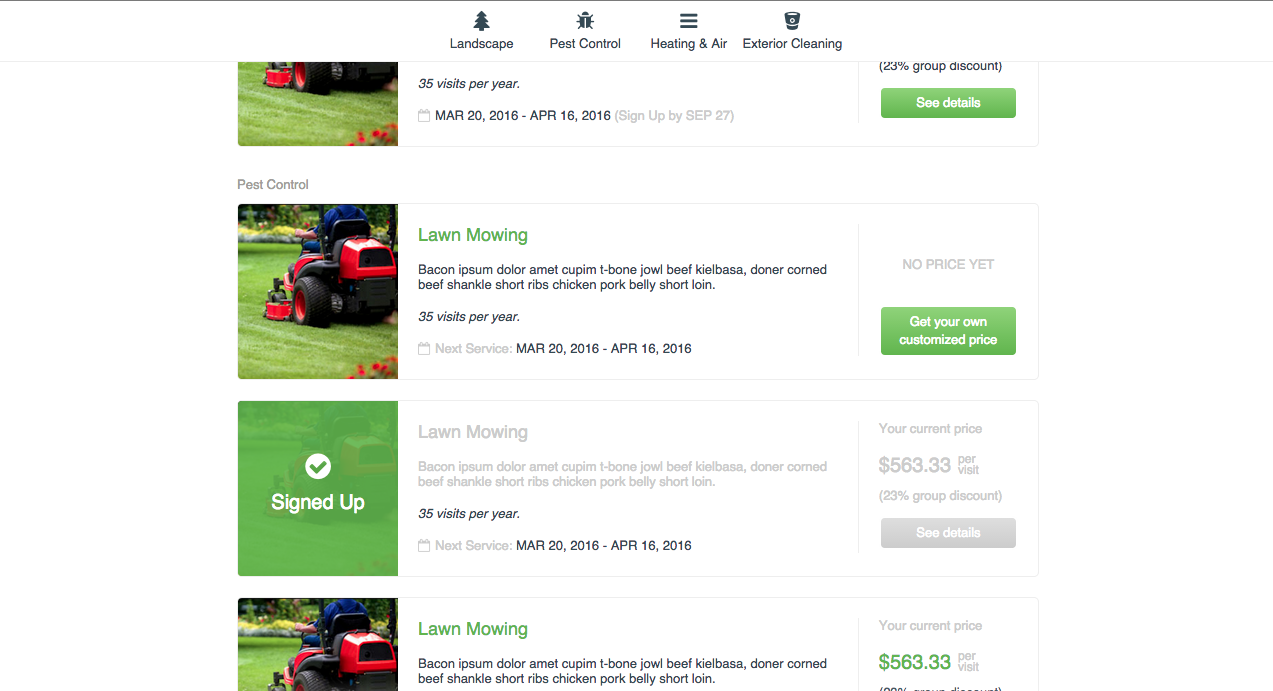 Landscape
Pest Control
Heating & Air
Exterior Cleaning
35 visits per year.
MAR 20, 2016 - APR 16, 2016 (Sign Up by SEP 27)
(23% group discount)
See details
Pest Control
Lawn Mowing
Bacon ipsum dolor amet cupim t-bone jowl beef kielbasa, doner corned
beef shankle short ribs chicken pork belly short loin.
35 visits per year.
Next Service: MAR 20, 2016 - APR 16, 2016
NO PRICE YET
Get your own
customized price
Signed Up
Lawn Mowing
Bacon ipsum dolor amet cupim t-bone jowl beef kielbasa, doner corned
beef shankle short ribs chicken pork belly short loin.
35 visits per year.
Next Service: MAR 20, 2016 - APR 16, 2016
Your current price
$563.33 per
visit
(23% group discount)
See details
Lawn Mowing
Bacon ipsum dolor amet cupim t-bone jowl beef kielbasa, doner corned
beef shankle short ribs chicken pork belly short loin.
Your current price
$563.33 per
visit
(23% group discount)